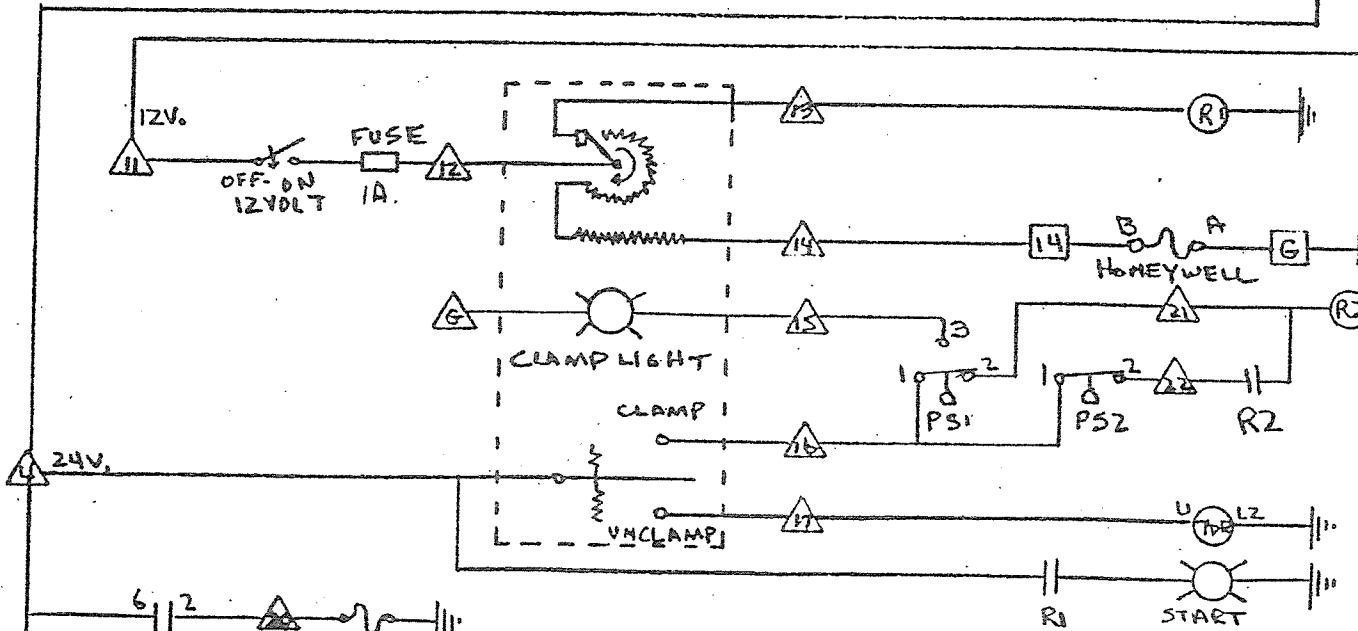 12V.
11
OFF-ON
12VOLT
FUSE
1A.
12
13
R1
14
14
B
A
HONEYWELL
G
G
CLAMP LIGHT
15
3
21
1
2
PS1
1
2
PS2
22
R2
CLAMP
16
24V.
UNCLAMP
17
L2
R1
START
6
2